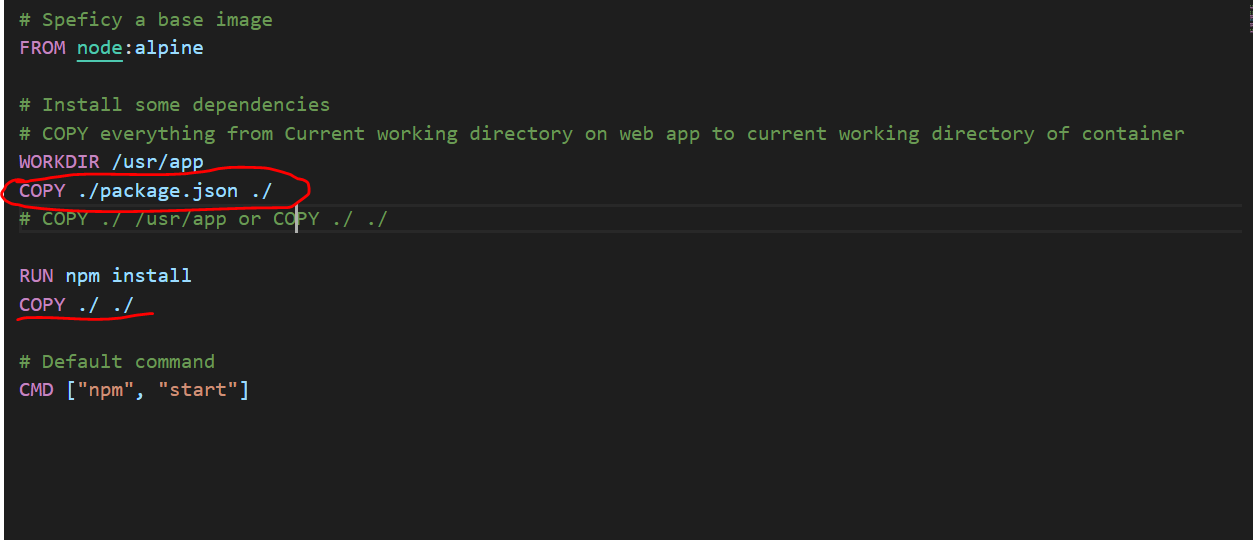 # Speficy a base image
FROM node:alpine
# Install some dependencies
# COPY everything from Current working directory on web app to current working directory of container
WORKDIR /usr/app
COPY ./package.json ./
# COPY ./ /usr/app or COPY ./ ./
RUN npm install
COPY ./ ./
# Default command
CMD ["npm", "start"]